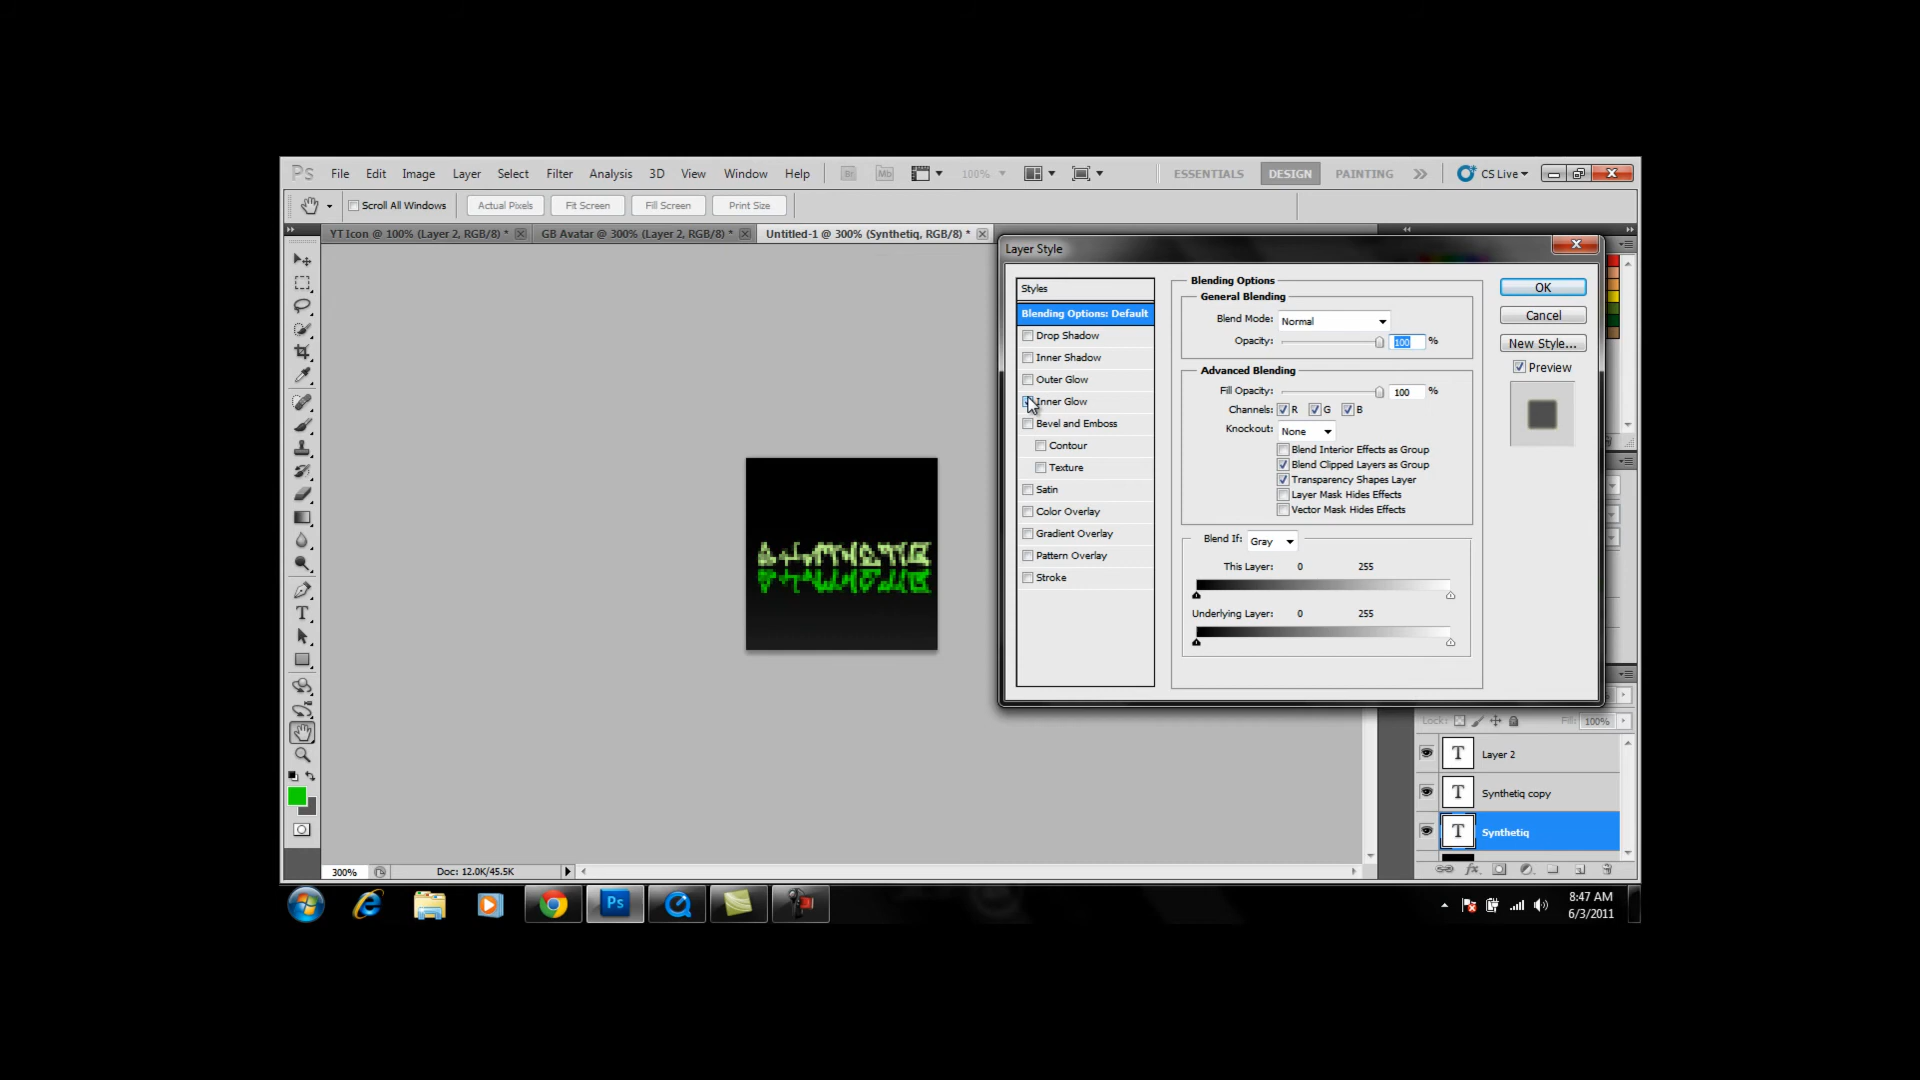 Ps File Edit Image Layer Select Filter Analysis 3D View Window Help Br Mb 100% ESSENTIALS DESIGN PAINTING CS Live
Scroll All Windows Actual Pixels Fit Screen Fill Screen Print Size
YT Icon @ 100% (Layer 2, RGB/8) * GB Avatar @ 300% (Layer 2, RGB/8) * Untitled-1 @ 300% (Synthetiq, RGB/8) *
Layer Style
Styles
Blending Options: Default
Drop Shadow
Inner Shadow
Outer Glow
Inner Glow
Bevel and Emboss
Contour
Texture
Satin
Color Overlay
Gradient Overlay
Pattern Overlay
Stroke
Blending Options
General Blending
Blend Mode: Normal
Opacity: 100 %
Advanced Blending
Fill Opacity: 100 %
Channels: R G B
Knockout: None
Blend Interior Effects as Group
Blend Clipped Layers as Group
Transparency Shapes Layer
Layer Mask Hides Effects
Vector Mask Hides Effects
Blend If: Gray
This Layer: 0 255
Underlying Layer: 0 255
OK
Cancel
New Style...
Preview
Lock: Fill: 100%
T Layer 2
T Synthetiq copy
T Synthetiq
300% Doc: 12.0K/45.5K
Ps
8:47 AM
6/3/2011